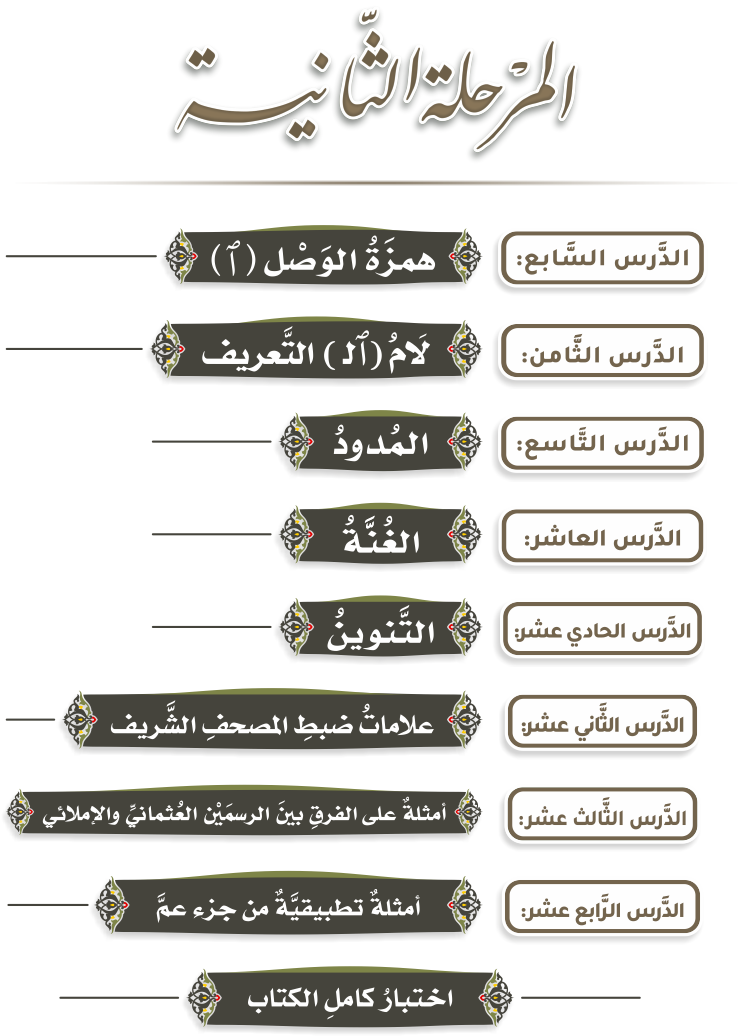 المرْحلة الثَّانية
الدَّرس السَّابع: همزَةُ الوَصْل (ٱ)
الدَّرس الثَّامن: لَامُ (ٱلـ) التَّعريف
الدَّرس التَّاسع: المُدودُ
الدَّرس العاشر: الغُنَّةُ
الدَّرس الحادي عشر: التَّنوينُ
الدَّرس الثَّاني عشر: علاماتُ ضبطِ المصحفِ الشَّريف
الدَّرس الثَّالث عشر: أمثلةٌ على الفرقِ بينَ الرسمَيْن العُثمانيِّ والإملائي
الدَّرس الرَّابع عشر: أمثلةٌ تطبيقيَّةٌ من جزء عمَّ
اختبارُ كاملِ الكتاب